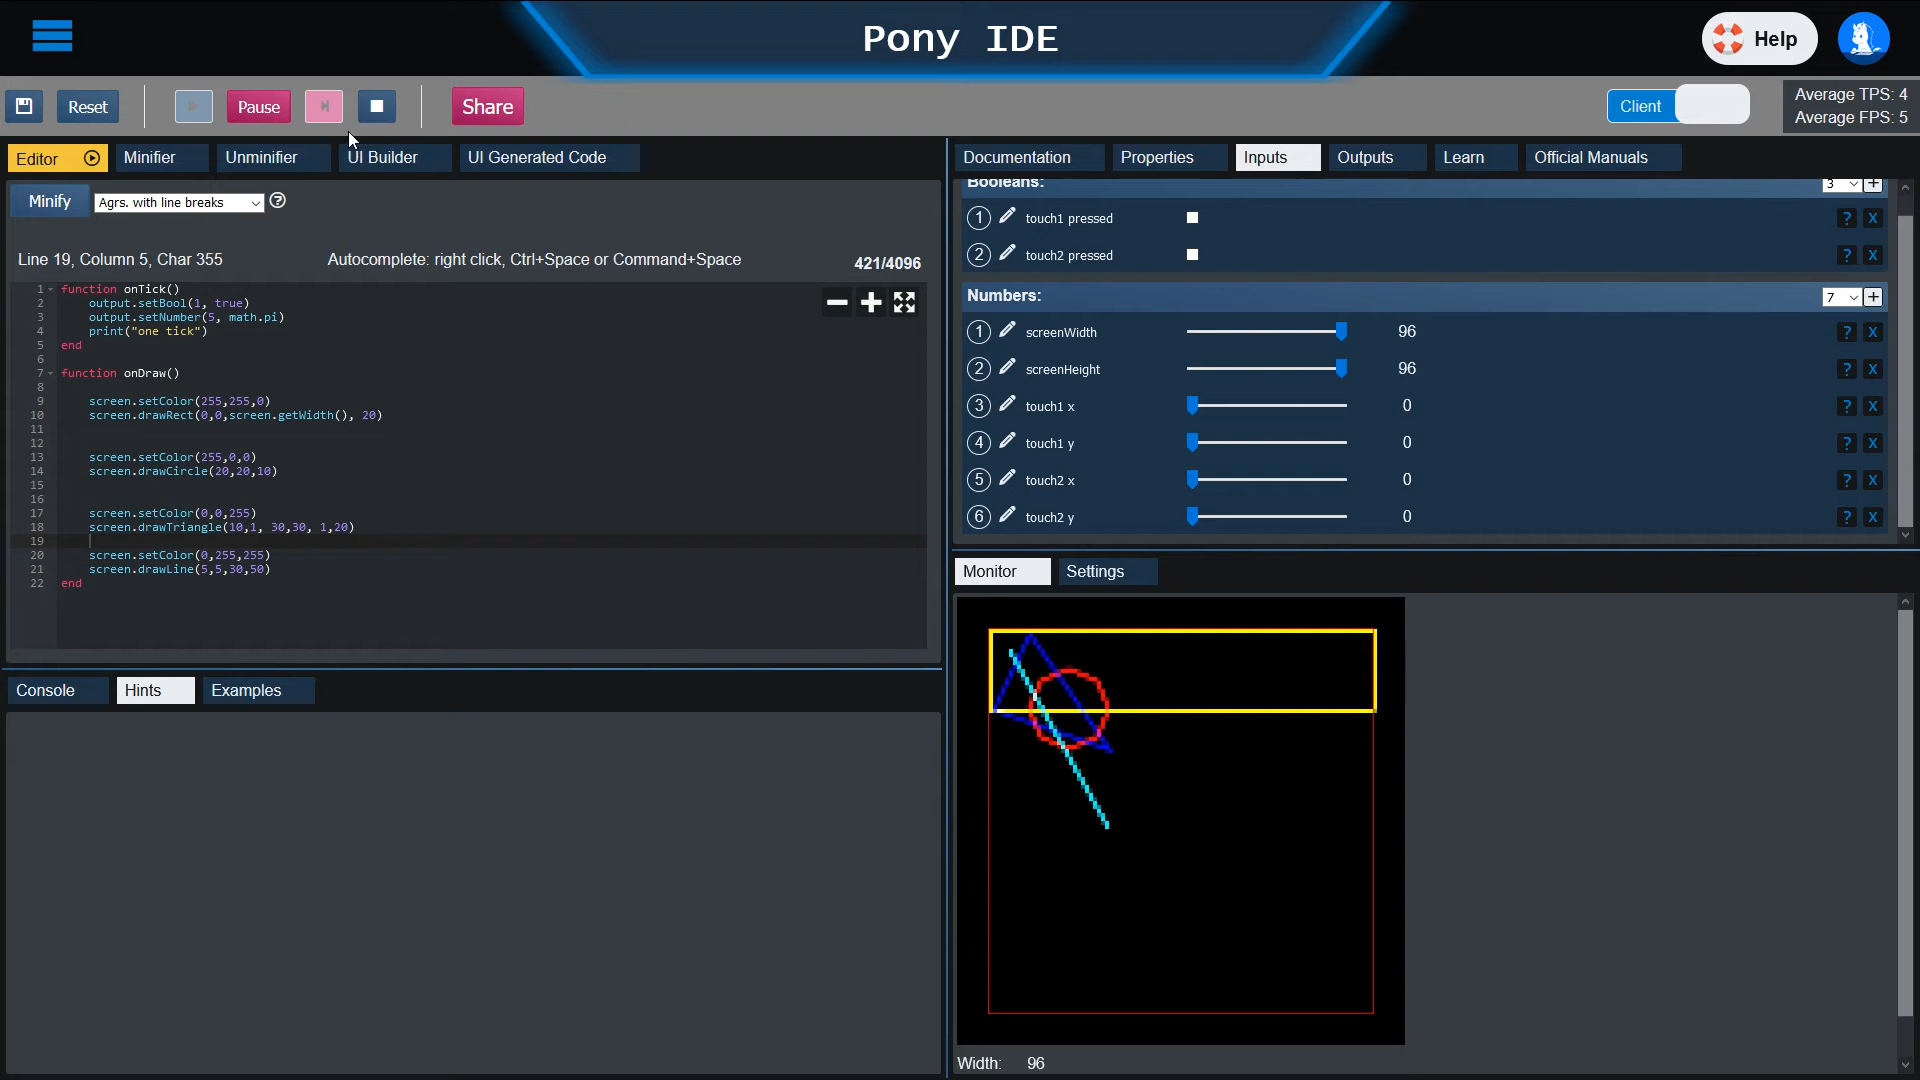 Pony IDE
Help
Reset
Pause
Share
Client
Average TPS: 4
Average FPS: 5
Editor
Minifier
Unminifier
UI Builder
UI Generated Code
Documentation
Properties
Inputs
Outputs
Learn
Official Manuals
Minify
Agrs. with line breaks
Line 19, Column 5, Char 355
Autocomplete: right click, Ctrl+Space or Command+Space
421/4096
1 function onTick()
2 output.setBool(1, true)
3 output.setNumber(5, math.pi)
4 print("one tick")
5 end
6
7 function onDraw()
8
9 screen.setColor(255,255,0)
10 screen.drawRect(0,0,screen.getWidth(), 20)
11
12
13 screen.setColor(255,0,0)
14 screen.drawCircle(20,20,10)
15
16
17 screen.setColor(0,0,255)
18 screen.drawTriangle(10,1, 30,30, 1,20)
19
20 screen.setColor(0,255,255)
21 screen.drawLine(5,5,30,50)
22 end
Booleans:
3
1 touch1 pressed ? X
2 touch2 pressed ? X
Numbers:
7
1 screenWidth 96 ? X
2 screenHeight 96 ? X
3 touch1 x 0 ? X
4 touch1 y 0 ? X
5 touch2 x 0 ? X
6 touch2 y 0 ? X
Console
Hints
Examples
Monitor
Settings
Width: 96